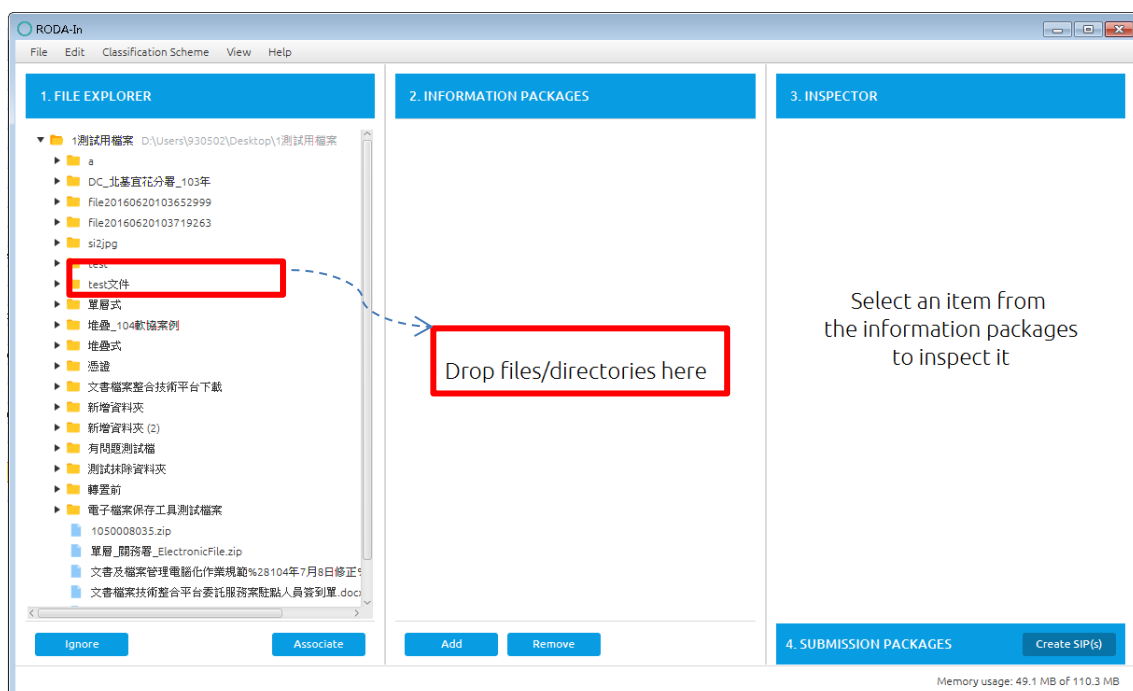 RODA-In
File Edit Classification Scheme View Help
1. FILE EXPLORER
1測試用檔案 D:\Users\930502\Desktop\1測試用檔案
a
DC_北基宜花分署_103年
file20160620103652999
file20160620103719263
si2jpg
test
test文件
單層式
堆疊_104軟協案例
堆疊式
憑證
文書檔案整合技術平台下載
新增資料夾
新增資料夾 (2)
有問題測試檔
測試抹除資料夾
轉置前
電子檔案保存工具測試檔案
1050008035.zip
單層_關務署_ElectronicFile.zip
文書及檔案管理電腦化作業規範%28104年7月8日修正%
文書檔案技術整合平台委託服務案駐點人員簽到單.docx
Ignore Associate
2. INFORMATION PACKAGES
Drop files/directories here
Add Remove
3. INSPECTOR
Select an item from
the information packages
to inspect it
4. SUBMISSION PACKAGES Create SIP(s)
Memory usage: 49.1 MB of 110.3 MB